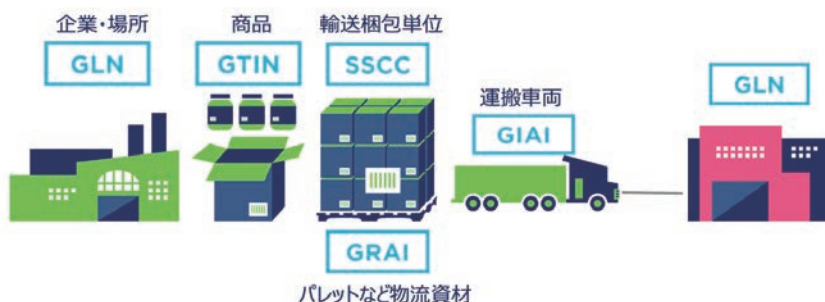 企業・場所
GLN
商品
GTIN
輸送梱包単位
SSCC
GRAI
パレットなど物流資材
運搬車両
GIAI
GLN